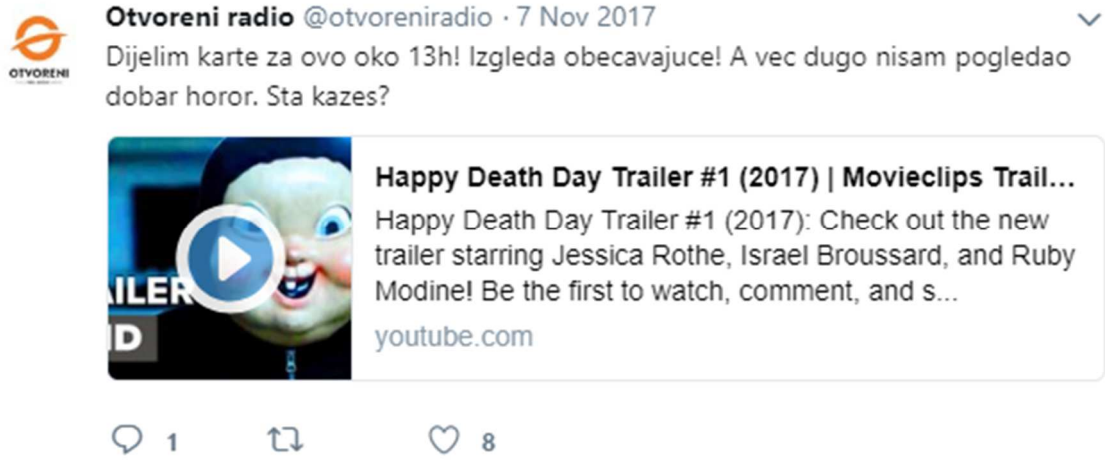 Otvoreni radio @otvoreniradio · 7 Nov 2017
Dijelim karte za ovo oko 13h! Izgleda obecavajuce! A vec dugo nisam pogledao
dobar horor. Sta kazes?
OTVORENI
Happy Death Day Trailer #1 (2017) | Movieclips Trail...
Happy Death Day Trailer #1 (2017): Check out the new
trailer starring Jessica Rothe, Israel Broussard, and Ruby
Modine! Be the first to watch, comment, and s...
youtube.com
AILER
D
1 8